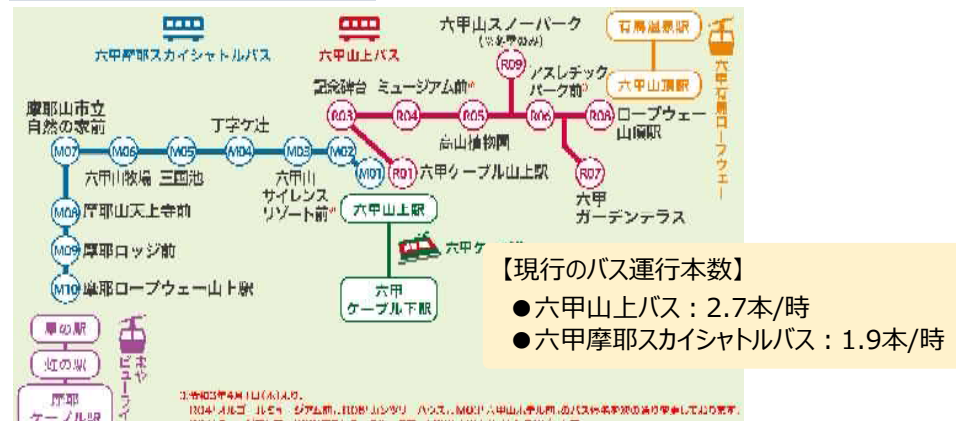 六甲摩耶スカイシャトルバス
六甲山上バス
六甲山スノーパーク
有馬温泉駅
六甲山頂駅
六甲有馬ロープウェー
R09
アスレチック
パーク前
記念碑台
ミュージアム前
R03
R04
R05
R06
R08
ロープウェー
山頂駅
高山植物園
摩耶山市立
自然の家前
丁字ケ辻
M07
M06
M05
M04
M03
M02
M01
R01
六甲ケーブル山上駅
R07
六甲
ガーデンテラス
六甲山牧場
三国池
六甲山
サイレンス
リゾート前
六甲山上駅
M08
摩耶山天上寺前
M09
摩耶ロッジ前
M10
摩耶ロープウェー山上駅
六甲
ケーブル下駅
【現行のバス運行本数】
●六甲山上バス：2.7本/時
●六甲摩耶スカイシャトルバス：1.9本/時
星の駅
虹の駅
摩耶
ケーブル駅